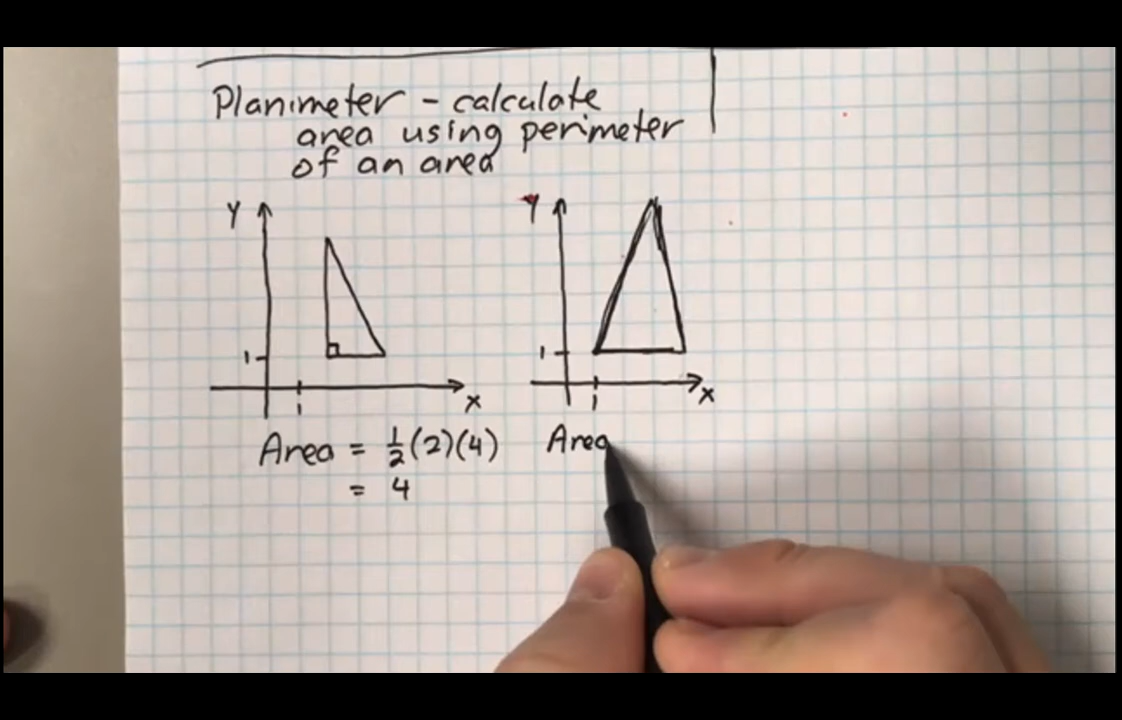 Planimeter - calculate
area using perimeter
of an area
Y
1
1
x
Y
1
1
x
Area = ½(2)(4)
= 4
Area